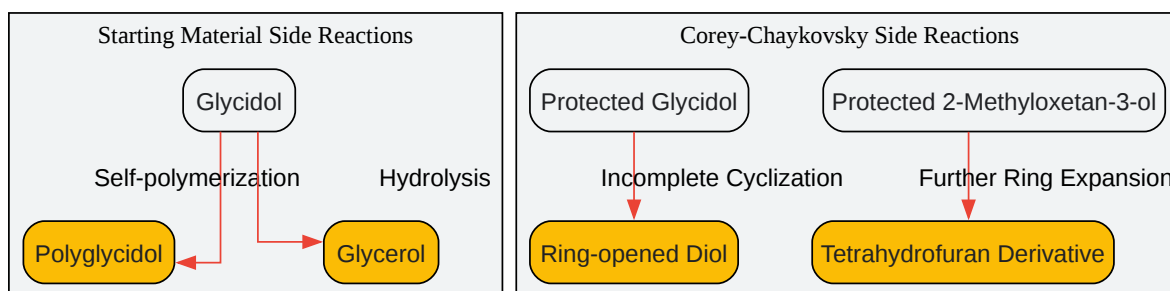 Starting Material Side Reactions
Glycidol
Self-polymerization
Hydrolysis
Polyglycidol
Glycerol
Corey-Chaykovsky Side Reactions
Protected Glycidol
Protected 2-Methyloxetan-3-ol
Incomplete Cyclization
Further Ring Expansion
Ring-opened Diol
Tetrahydrofuran Derivative